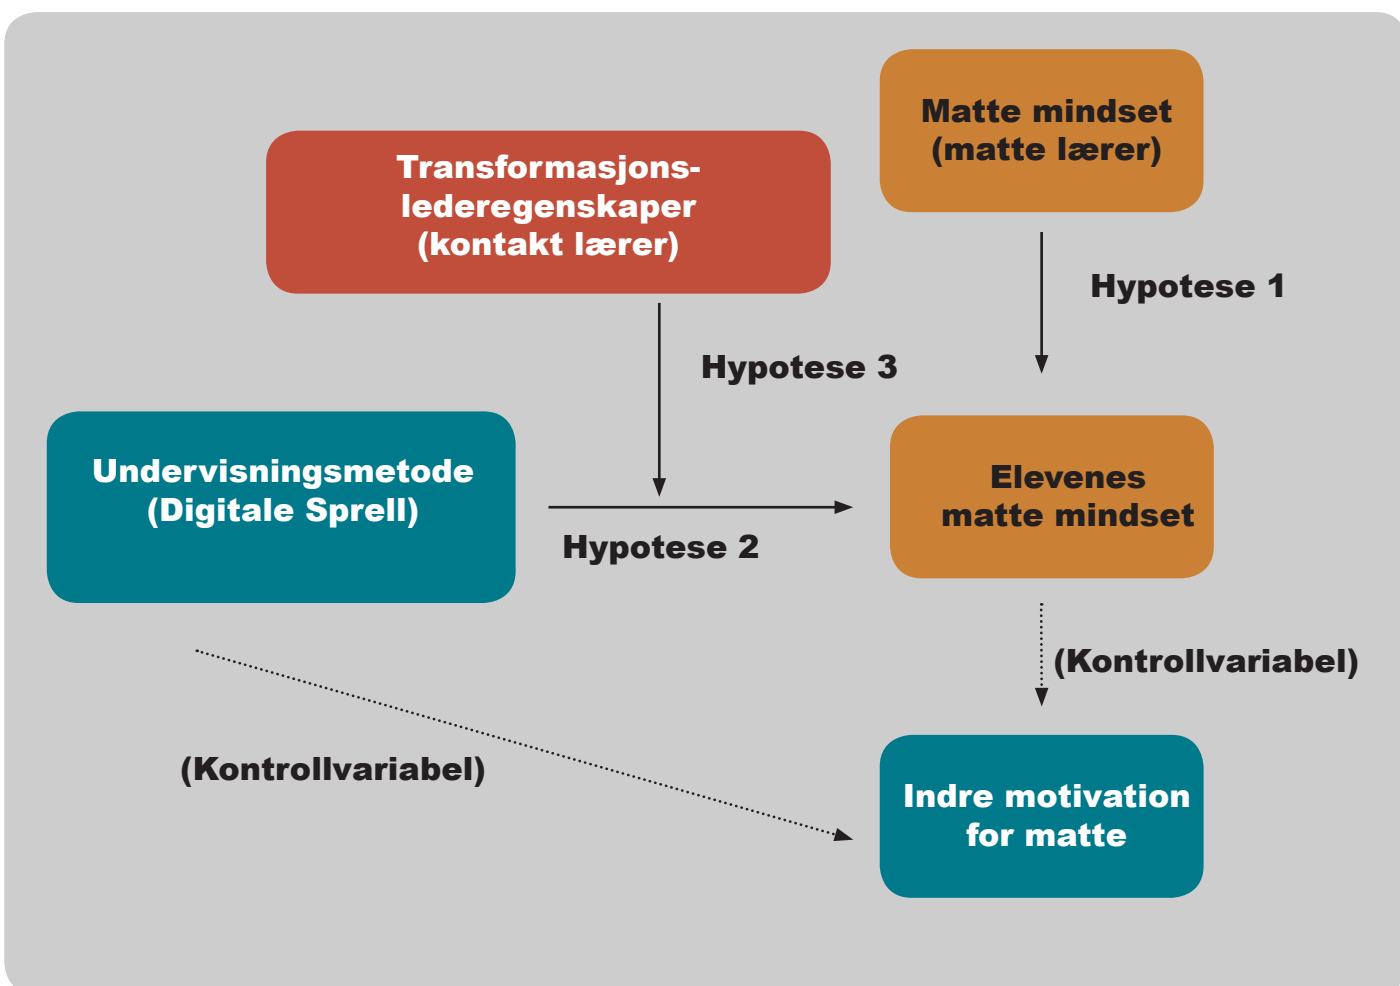 Matte mindset
(matte lærer)
Transformasjons-
lederegenskaper
(kontakt lærer)
Hypotese 1
Hypotese 3
Undervisningsmetode
(Digitale Sprell)
Elevenes
matte mindset
Hypotese 2
(Kontrollvariabel)
(Kontrollvariabel)
Indre motivation
for matte